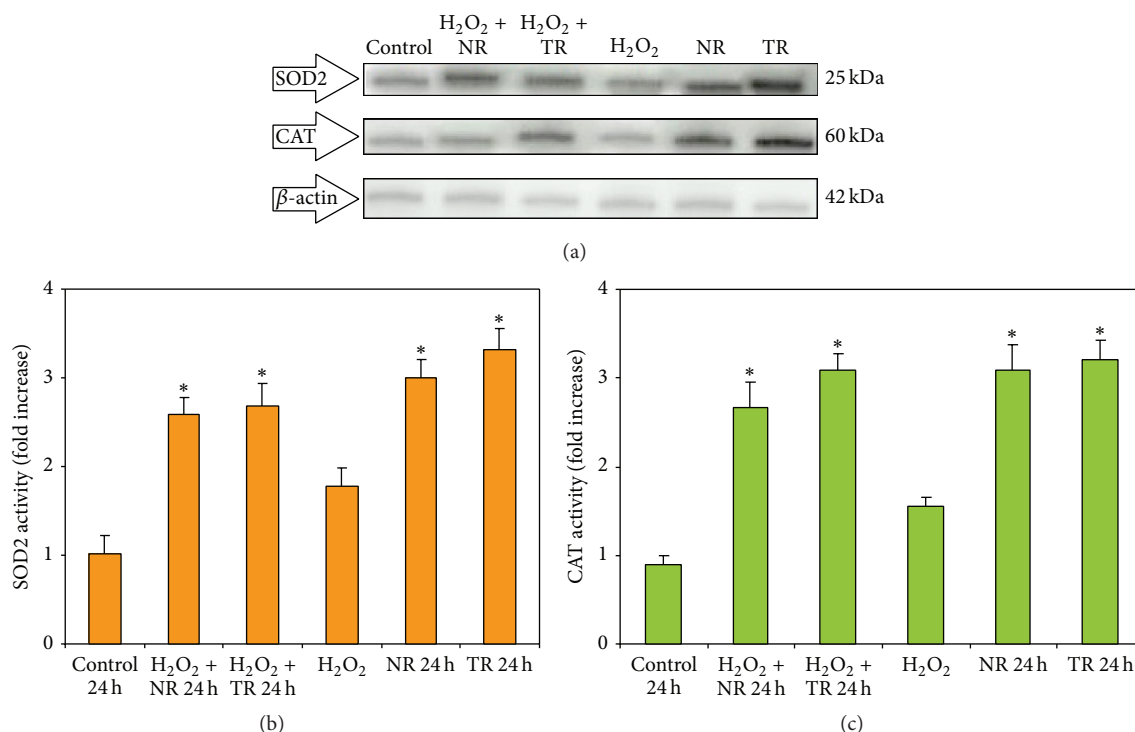 H₂O₂ + H₂O₂ +
Control NR TR H₂O₂ NR TR
SOD2 25 kDa
CAT 60 kDa
β-actin 42 kDa
(a)
SOD2 activity (fold increase)
4
3
2
1
0
* * * *
Control H₂O₂ + H₂O₂ + H₂O₂ NR 24 h TR 24 h
24 h NR 24 h TR 24 h
(b)
CAT activity (fold increase)
4
3
2
1
0
* * * *
Control H₂O₂ + H₂O₂ + H₂O₂ NR 24 h TR 24 h
24 h NR 24 h TR 24 h
(c)